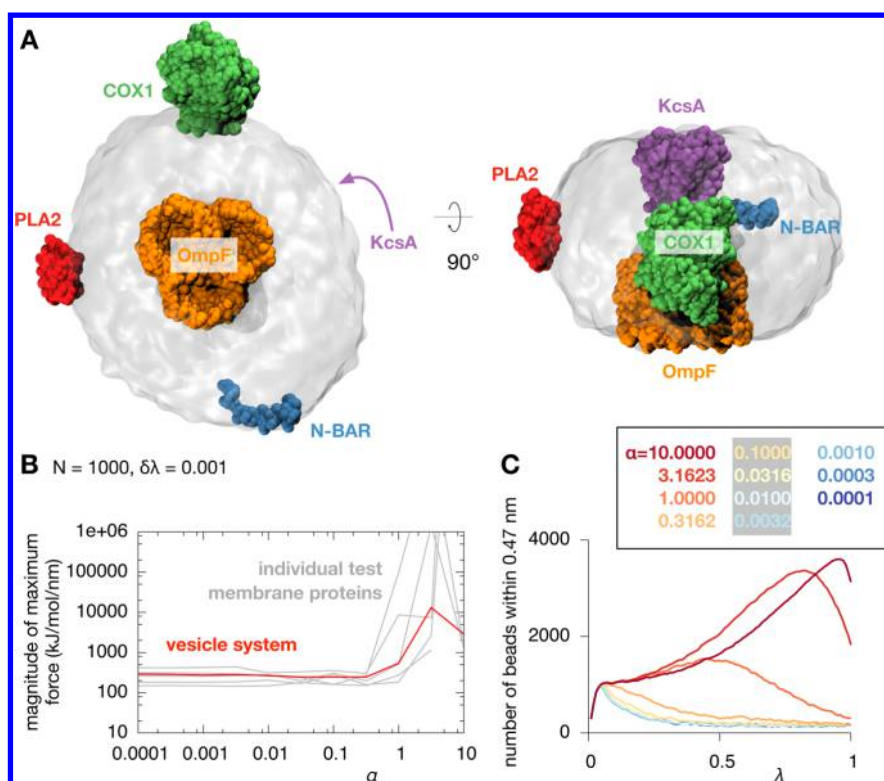 A
COX1
PLA2
OmpF
KcsA
N-BAR
90°
KcsA
PLA2
COX1
N-BAR
OmpF
B N = 1000, δλ = 0.001
magnitude of maximum
force (kJ/mol/nm)
1e+06
100000
10000
1000
100
10
individual test
membrane proteins
vesicle system
0.0001 0.001 0.01 0.1 1 10
α
C
α=10.0000 0.1000 0.0010
3.1623 0.0316 0.0003
1.0000 0.0100 0.0001
0.3162 0.0032
number of beads within 0.47 nm
4000
2000
0
0 0.5 1
λ